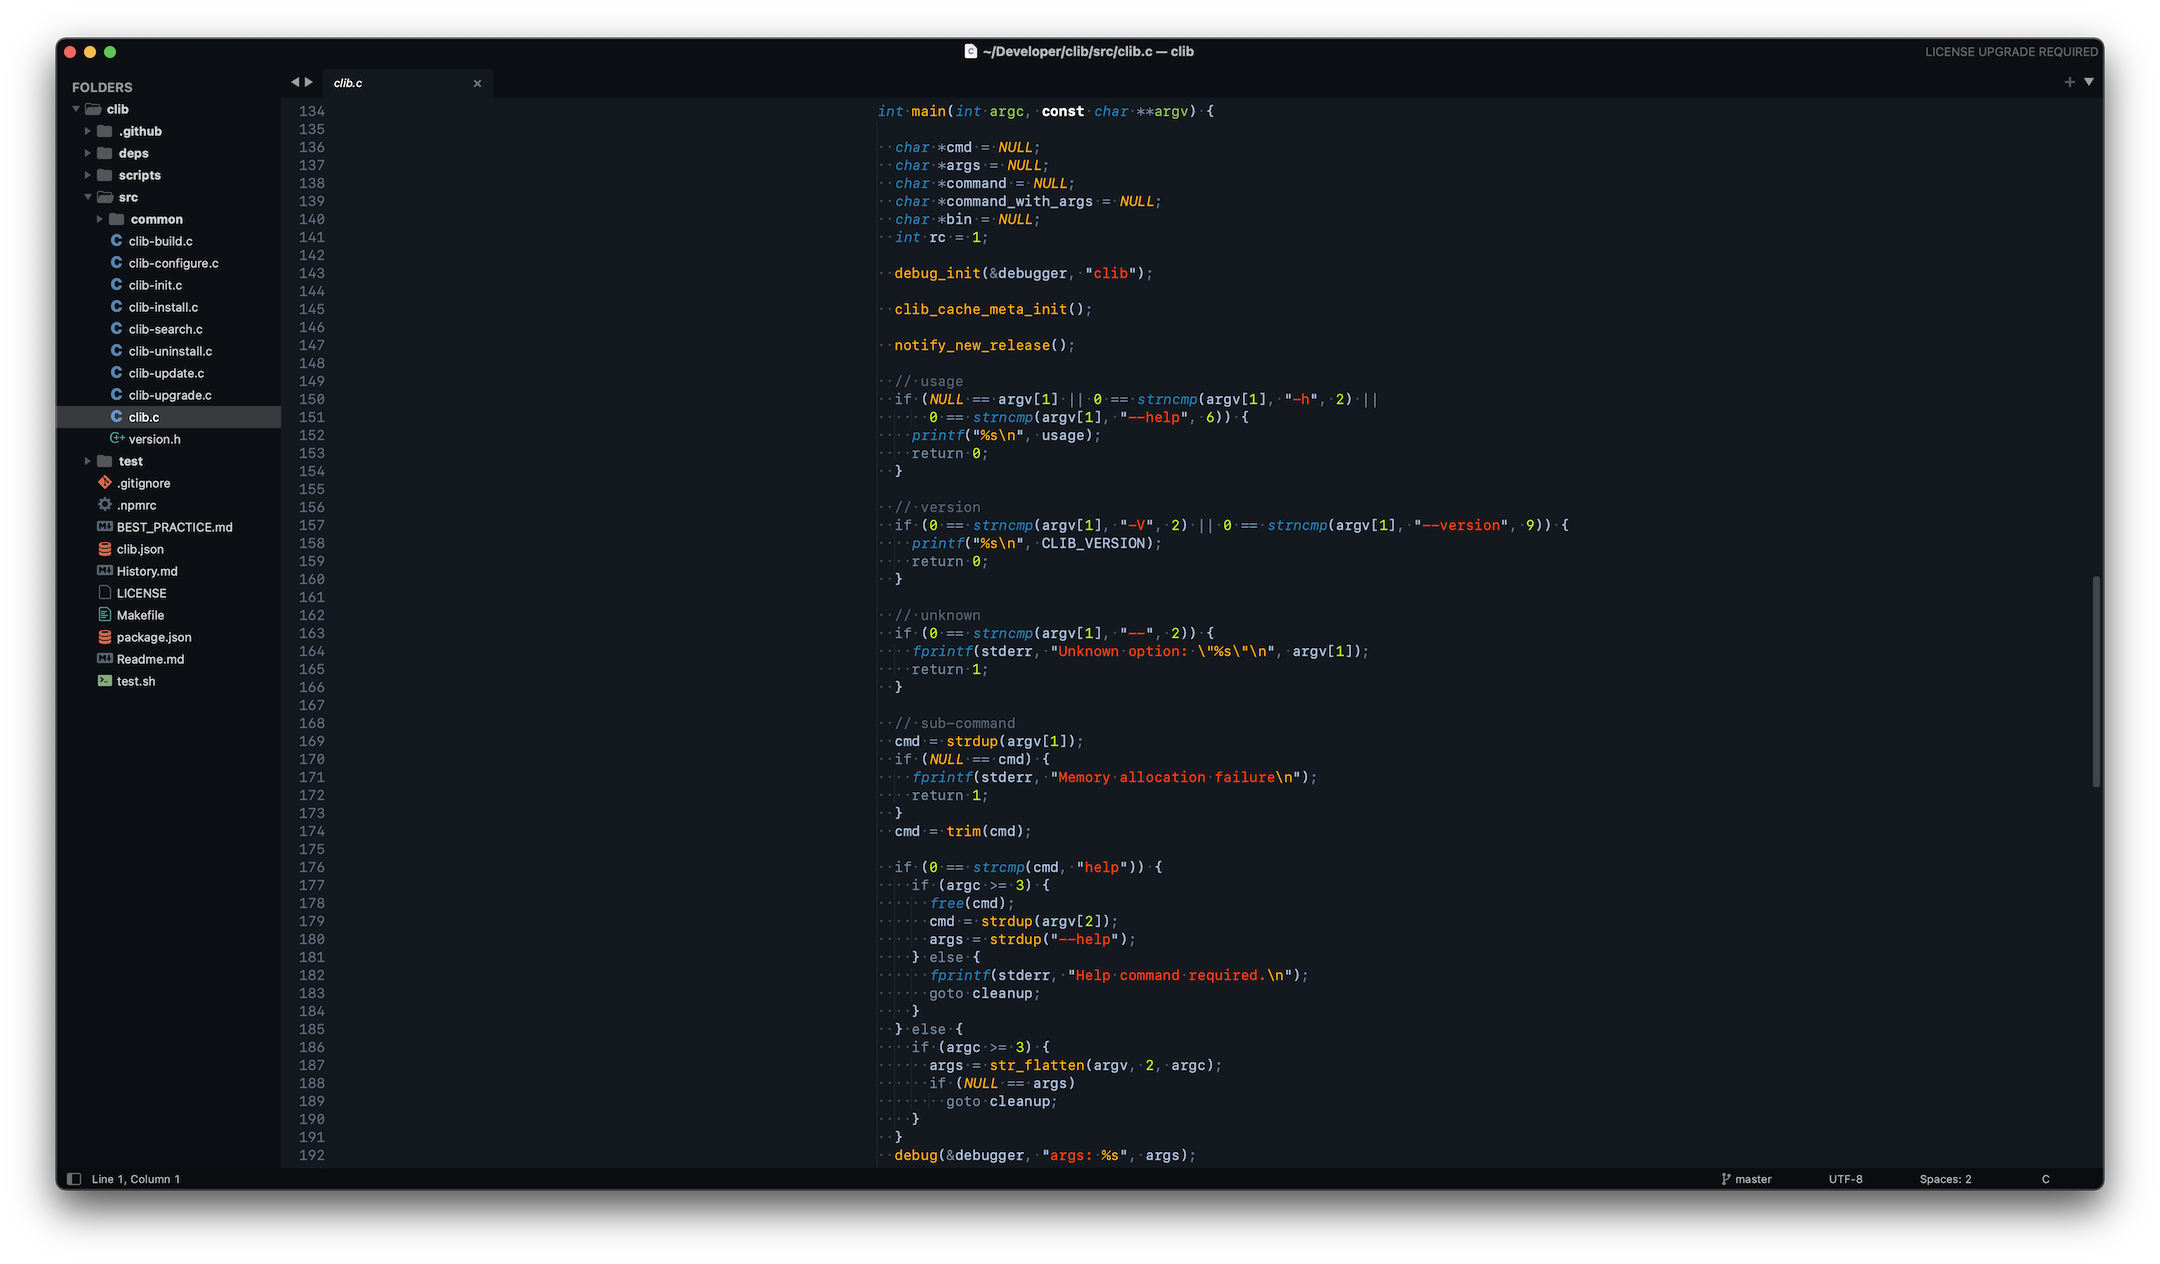 ~/Developer/clib/src/clib.c — clib
LICENSE UPGRADE REQUIRED
FOLDERS
clib
.github
deps
scripts
src
common
clib-build.c
clib-configure.c
clib-init.c
clib-install.c
clib-search.c
clib-uninstall.c
clib-update.c
clib-upgrade.c
clib.c
version.h
test
.gitignore
.npmrc
BEST_PRACTICE.md
clib.json
History.md
LICENSE
Makefile
package.json
Readme.md
test.sh
clib.c
134 int main(int argc, const char **argv) {
135
136   char *cmd = NULL;
137   char *args = NULL;
138   char *command = NULL;
139   char *command_with_args = NULL;
140   char *bin = NULL;
141   int rc = 1;
142
143   debug_init(&debugger, "clib");
144
145   clib_cache_meta_init();
146
147   notify_new_release();
148
149   // usage
150   if (NULL == argv[1] || 0 == strncmp(argv[1], "-h", 2) ||
151       0 == strncmp(argv[1], "--help", 6)) {
152     printf("%s\n", usage);
153     return 0;
154   }
155
156   // version
157   if (0 == strncmp(argv[1], "-V", 2) || 0 == strncmp(argv[1], "--version", 9)) {
158     printf("%s\n", CLIB_VERSION);
159     return 0;
160   }
161
162   // unknown
163   if (0 == strncmp(argv[1], "--", 2)) {
164     fprintf(stderr, "Unknown option: \"%s\"\n", argv[1]);
165     return 1;
166   }
167
168   // sub-command
169   cmd = strdup(argv[1]);
170   if (NULL == cmd) {
171     fprintf(stderr, "Memory allocation failure\n");
172     return 1;
173   }
174   cmd = trim(cmd);
175
176   if (0 == strcmp(cmd, "help")) {
177     if (argc >= 3) {
178       free(cmd);
179       cmd = strdup(argv[2]);
180       args = strdup("--help");
181     } else {
182       fprintf(stderr, "Help command required.\n");
183       goto cleanup;
184     }
185   } else {
186     if (argc >= 3) {
187       args = str_flatten(argv, 2, argc);
188       if (NULL == args)
189         goto cleanup;
190     }
191   }
192   debug(&debugger, "args: %s", args);
Line 1, Column 1
master
UTF-8
Spaces: 2
C